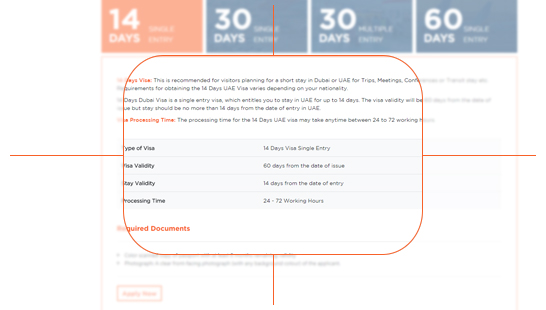 14 DAYS SINGLE ENTRY
30 DAYS SINGLE ENTRY
30 DAYS MULTIPLE ENTRY
60 DAYS SINGLE ENTRY
14 Days Visa: This is recommended for visitors planning for a short stay in Dubai or UAE for Trips, Meetings, Conferences or Transit stay
Requirements for obtaining the 14 Days UAE Visa varies depending on your nationality.
Days Dubai Visa is a single entry visa, which entitles you to stay in UAE for up to 14 days. The visa validity will be 60 days from the date of
issue but stay should be no more than 14 days from the date of entry in UAE.
Visa Processing Time: The processing time for the 14 Days UAE visa may take anytime between 24 to 72 working
Type of Visa 14 Days Visa Single Entry
Visa Validity 60 days from the date of issue
Stay Validity 14 days from the date of entry
Processing Time 24 - 72 Working Hours
Required Documents
Apply Now